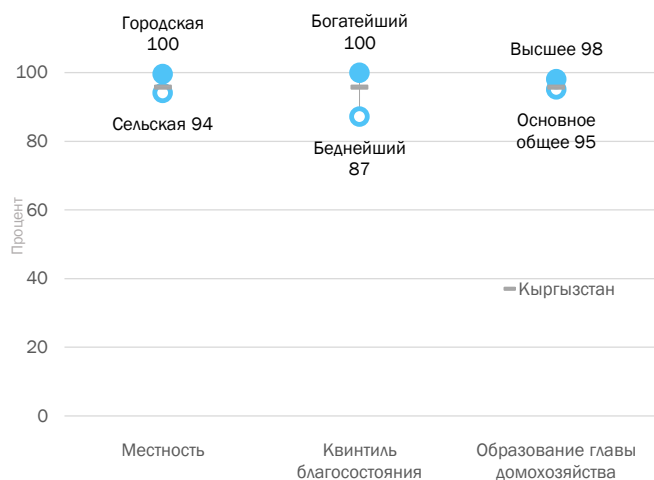 Городская
100
Богатейший
100
Высшее 98
100
Сельская 94
Основное
общее 95
80
Беднейший
87
Процент
60
40
Кыргызстан
20
0
Местность
Квинтиль
благосостояния
Образование главы
домохозяйства